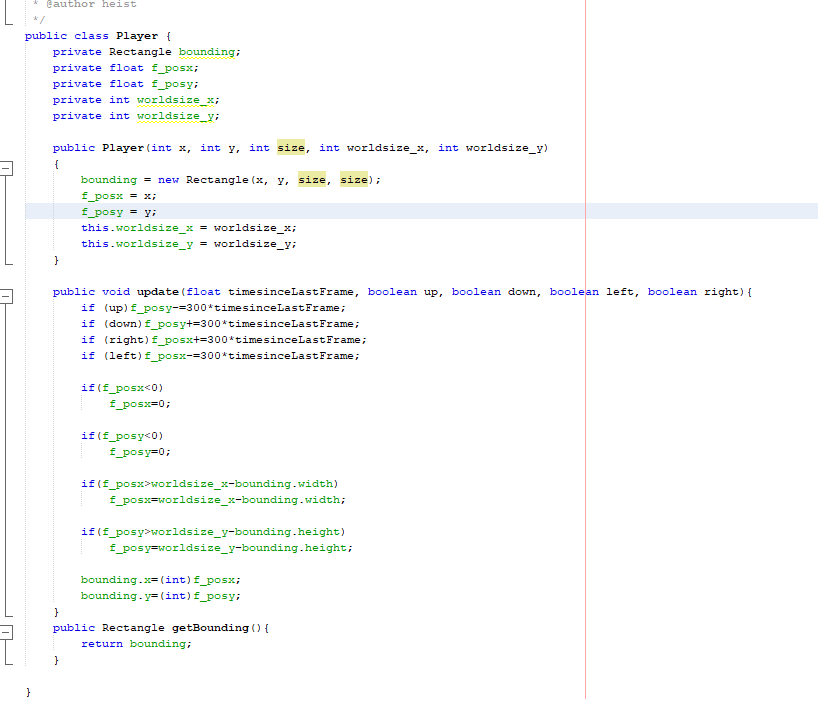 * @author heist
*/
public class Player {
    private Rectangle bounding;
    private float f_posx;
    private float f_posy;
    private int worldsize_x;
    private int worldsize_y;

    public Player(int x, int y, int size, int worldsize_x, int worldsize_y)
    {
        bounding = new Rectangle(x, y, size, size);
        f_posx = x;
        f_posy = y;
        this.worldsize_x = worldsize_x;
        this.worldsize_y = worldsize_y;
    }

    public void update(float timesinceLastFrame, boolean up, boolean down, boolean left, boolean right){
        if (up)f_posy-=300*timesinceLastFrame;
        if (down)f_posy+=300*timesinceLastFrame;
        if (right)f_posx+=300*timesinceLastFrame;
        if (left)f_posx-=300*timesinceLastFrame;

        if(f_posx<0)
            f_posx=0;

        if(f_posy<0)
            f_posy=0;

        if(f_posx>worldsize_x-bounding.width)
            f_posx=worldsize_x-bounding.width;

        if(f_posy>worldsize_y-bounding.height)
            f_posy=worldsize_y-bounding.height;

        bounding.x=(int)f_posx;
        bounding.y=(int)f_posy;
    }
    public Rectangle getBounding(){
        return bounding;
    }

}